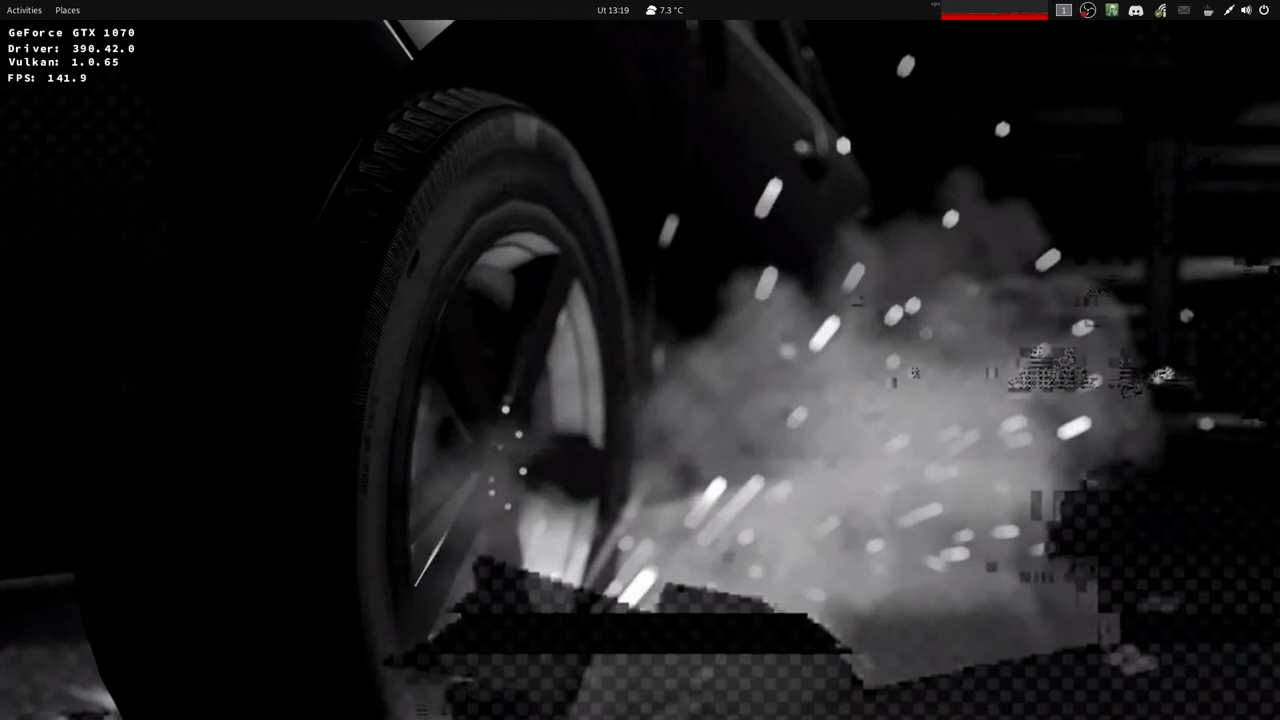 Activities Places Ut 13:19 7.3 °C 1
GeForce GTX 1070
Driver: 390.42.0
Vulkan: 1.0.65
FPS: 141.9